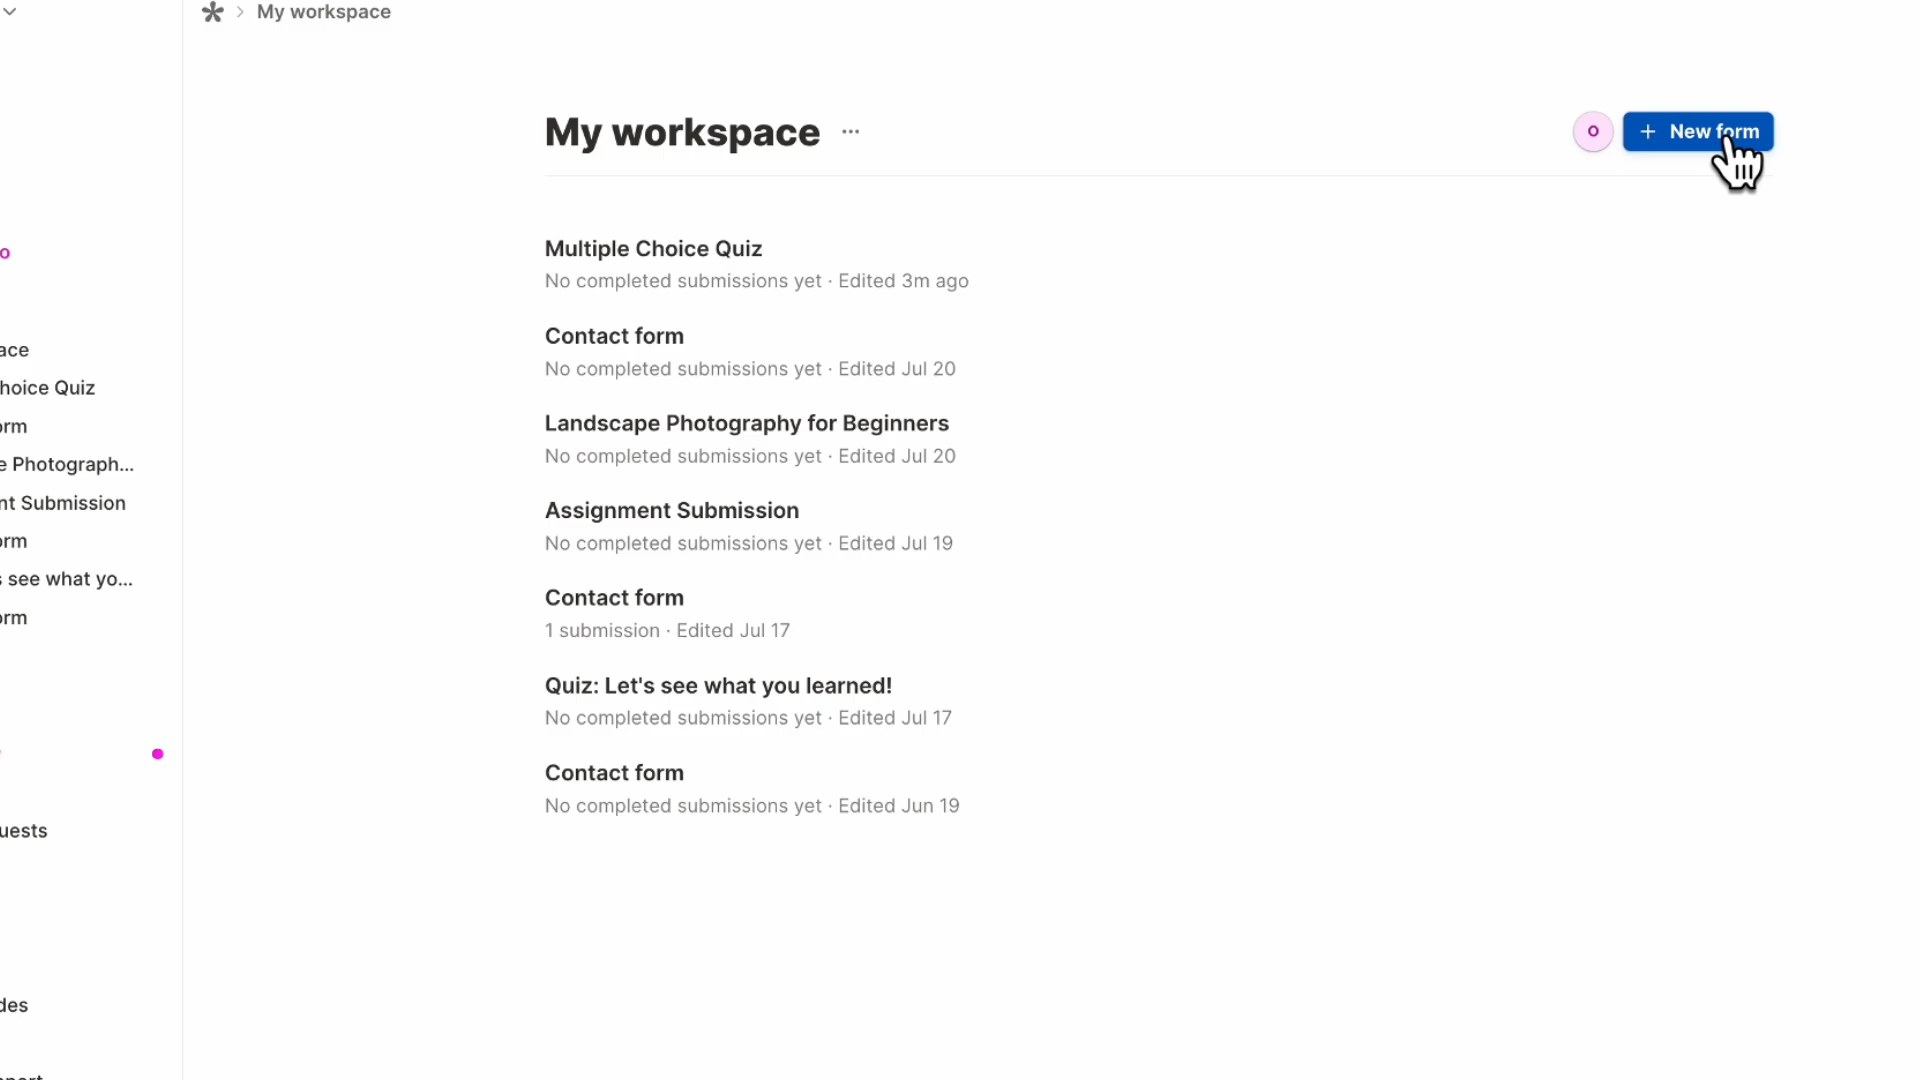 My workspace
My workspace
O
+ New form
Multiple Choice Quiz
No completed submissions yet · Edited 3m ago
Contact form
No completed submissions yet · Edited Jul 20
Landscape Photography for Beginners
No completed submissions yet · Edited Jul 20
Assignment Submission
No completed submissions yet · Edited Jul 19
Contact form
1 submission · Edited Jul 17
Quiz: Let's see what you learned!
No completed submissions yet · Edited Jul 17
Contact form
No completed submissions yet · Edited Jun 19
o
ace
hoice Quiz
orm
e Photograph...
nt Submission
orm
s see what yo...
orm
uests
des